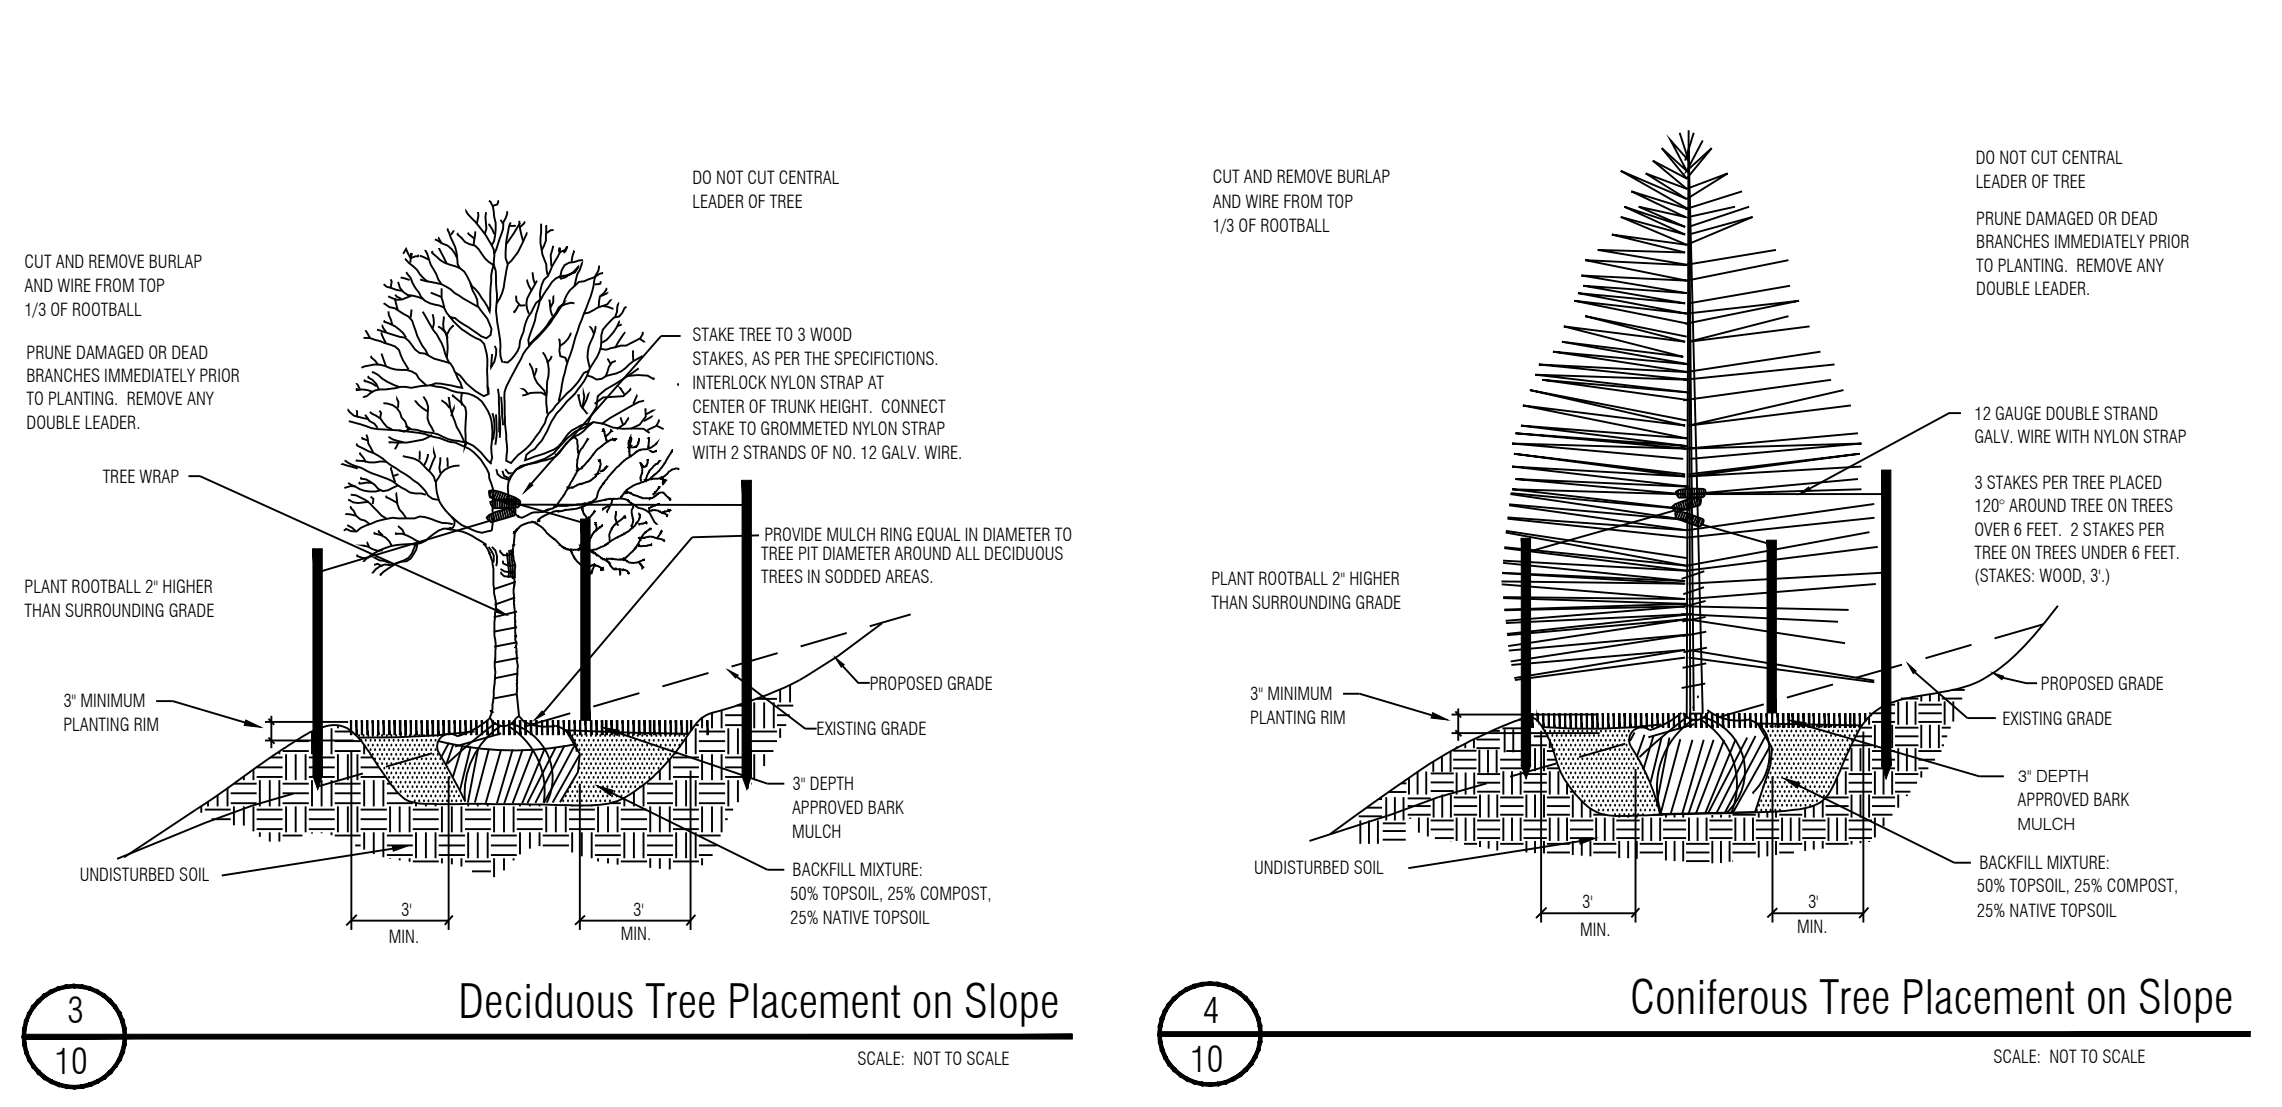 DO NOT CUT CENTRAL
LEADER OF TREE
CUT AND REMOVE BURLAP
AND WIRE FROM TOP
1/3 OF ROOTBALL
PRUNE DAMAGED OR DEAD
BRANCHES IMMEDIATELY PRIOR
TO PLANTING. REMOVE ANY
DOUBLE LEADER.
STAKE TREE TO 3 WOOD
STAKES, AS PER THE SPECIFICTIONS.
INTERLOCK NYLON STRAP AT
CENTER OF TRUNK HEIGHT. CONNECT
STAKE TO GROMMETED NYLON STRAP
WITH 2 STRANDS OF NO. 12 GALV. WIRE.
TREE WRAP
PROVIDE MULCH RING EQUAL IN DIAMETER TO
TREE PIT DIAMETER AROUND ALL DECIDUOUS
TREES IN SODDED AREAS.
PLANT ROOTBALL 2" HIGHER
THAN SURROUNDING GRADE
PROPOSED GRADE
3" MINIMUM
PLANTING RIM
EXISTING GRADE
3" DEPTH
APPROVED BARK
MULCH
UNDISTURBED SOIL
BACKFILL MIXTURE:
50% TOPSOIL, 25% COMPOST,
25% NATIVE TOPSOIL
3'
MIN.
3'
MIN.
3
10
Deciduous Tree Placement on Slope
SCALE: NOT TO SCALE
CUT AND REMOVE BURLAP
AND WIRE FROM TOP
1/3 OF ROOTBALL
DO NOT CUT CENTRAL
LEADER OF TREE
PRUNE DAMAGED OR DEAD
BRANCHES IMMEDIATELY PRIOR
TO PLANTING. REMOVE ANY
DOUBLE LEADER.
12 GAUGE DOUBLE STRAND
GALV. WIRE WITH NYLON STRAP
3 STAKES PER TREE PLACED
120° AROUND TREE ON TREES
OVER 6 FEET. 2 STAKES PER
TREE ON TREES UNDER 6 FEET.
(STAKES: WOOD, 3'.)
PLANT ROOTBALL 2" HIGHER
THAN SURROUNDING GRADE
PROPOSED GRADE
3" MINIMUM
PLANTING RIM
EXISTING GRADE
3" DEPTH
APPROVED BARK
MULCH
UNDISTURBED SOIL
BACKFILL MIXTURE:
50% TOPSOIL, 25% COMPOST,
25% NATIVE TOPSOIL
3'
MIN.
3'
MIN.
4
10
Coniferous Tree Placement on Slope
SCALE: NOT TO SCALE